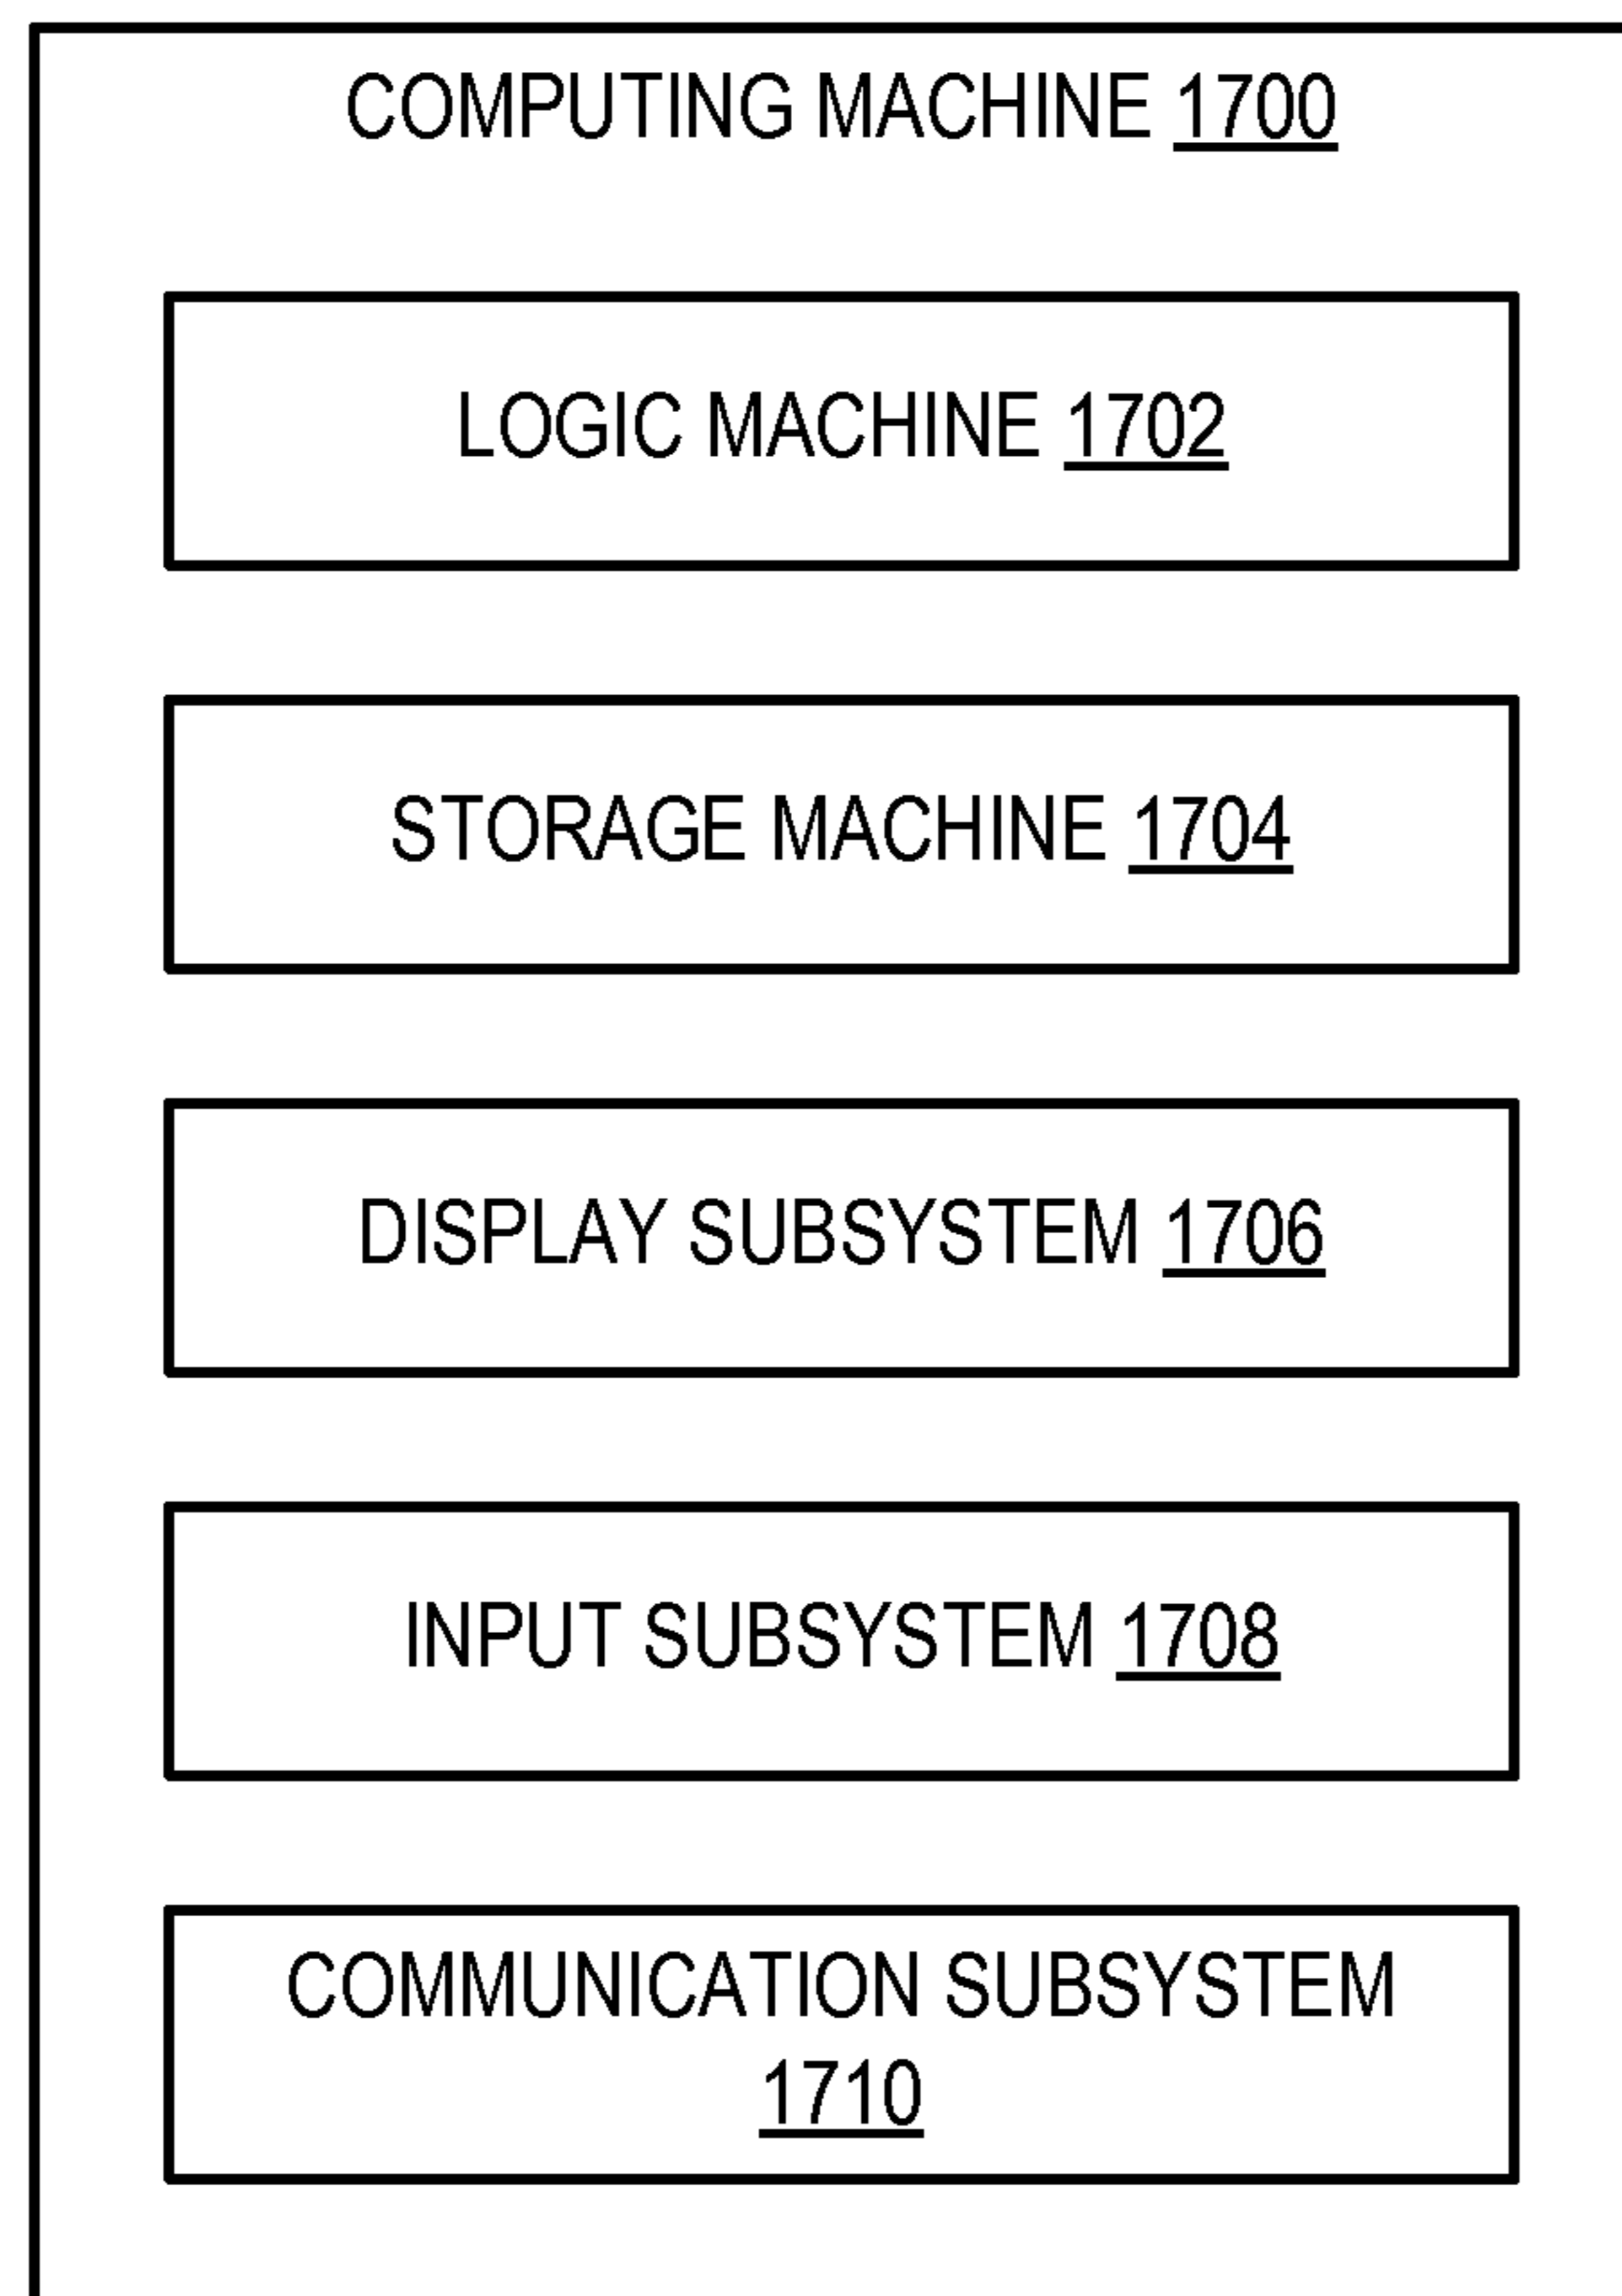 COMPUTING MACHINE 1700
LOGIC MACHINE 1702
STORAGE MACHINE 1704
DISPLAY SUBSYSTEM 1706
INPUT SUBSYSTEM 1708
COMMUNICATION SUBSYSTEM
1710